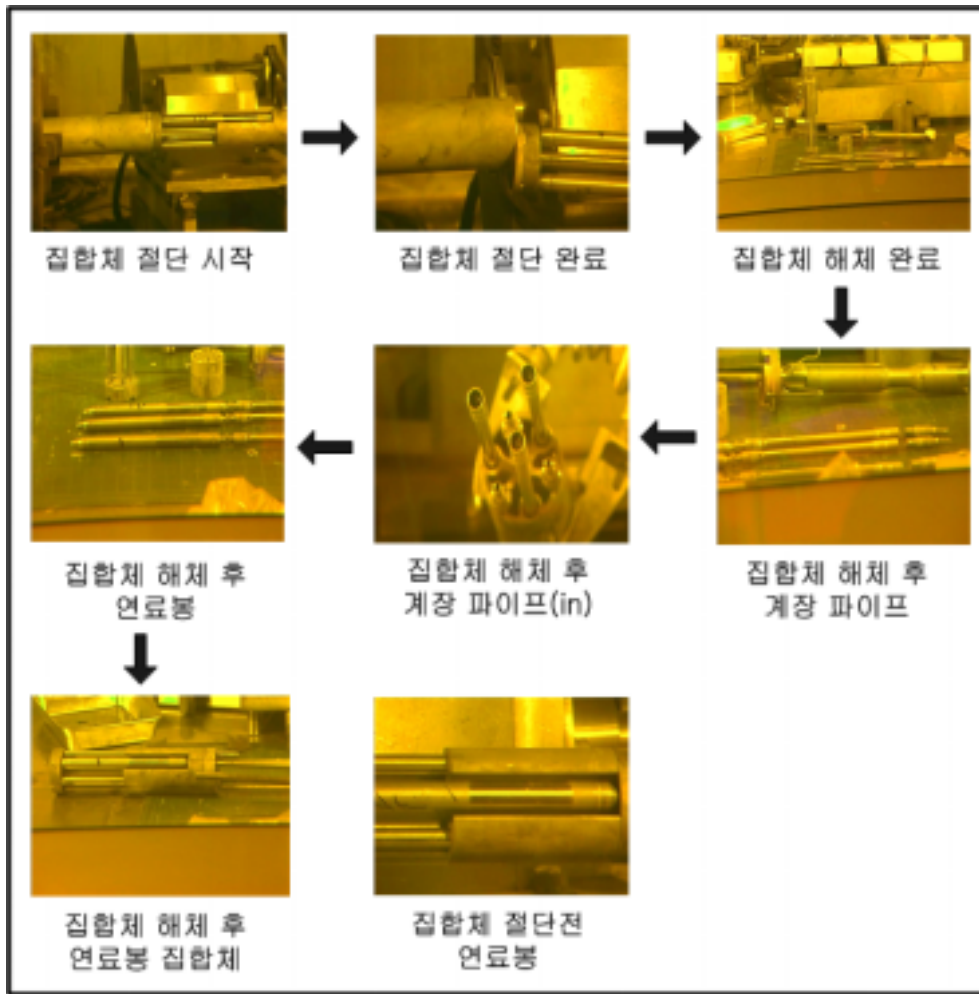 집합체 절단 시작
집합체 절단 완료
집합체 해체 완료
집합체 해체 후
연료봉
집합체 해체 후
계장 파이프(in)
집합체 해체 후
계장 파이프
집합체 해체 후
연료봉 집합체
집합체 절단전
연료봉